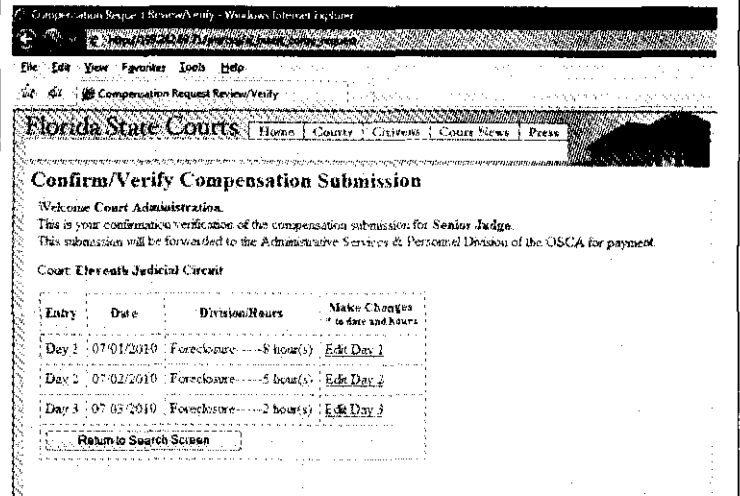 Compensation Request Review/Verify - Windows Internet Explorer
File Edit View Favorites Tools Help
Compensation Request Review/Verify
Florida State Courts Home County Citizens Court News Press
Confirm/Verify Compensation Submission
Welcome Court Administration.
This is your confirmation verification of the compensation submission for Senior Judge.
This submission will be forwarded to the Administrative Services & Personnel Division of the OSCA for payment.
Court: Eleventh Judicial Circuit
Entry Date Division/Hours Make Changes
* to date and hours
Day 1 07/01/2010 Foreclosure-----8 hour(s) Edit Day 1
Day 2 07/02/2010 Foreclosure-----5 hour(s) Edit Day 2
Day 3 07/03/2010 Foreclosure-----2 hour(s) Edit Day 3
Return to Search Screen